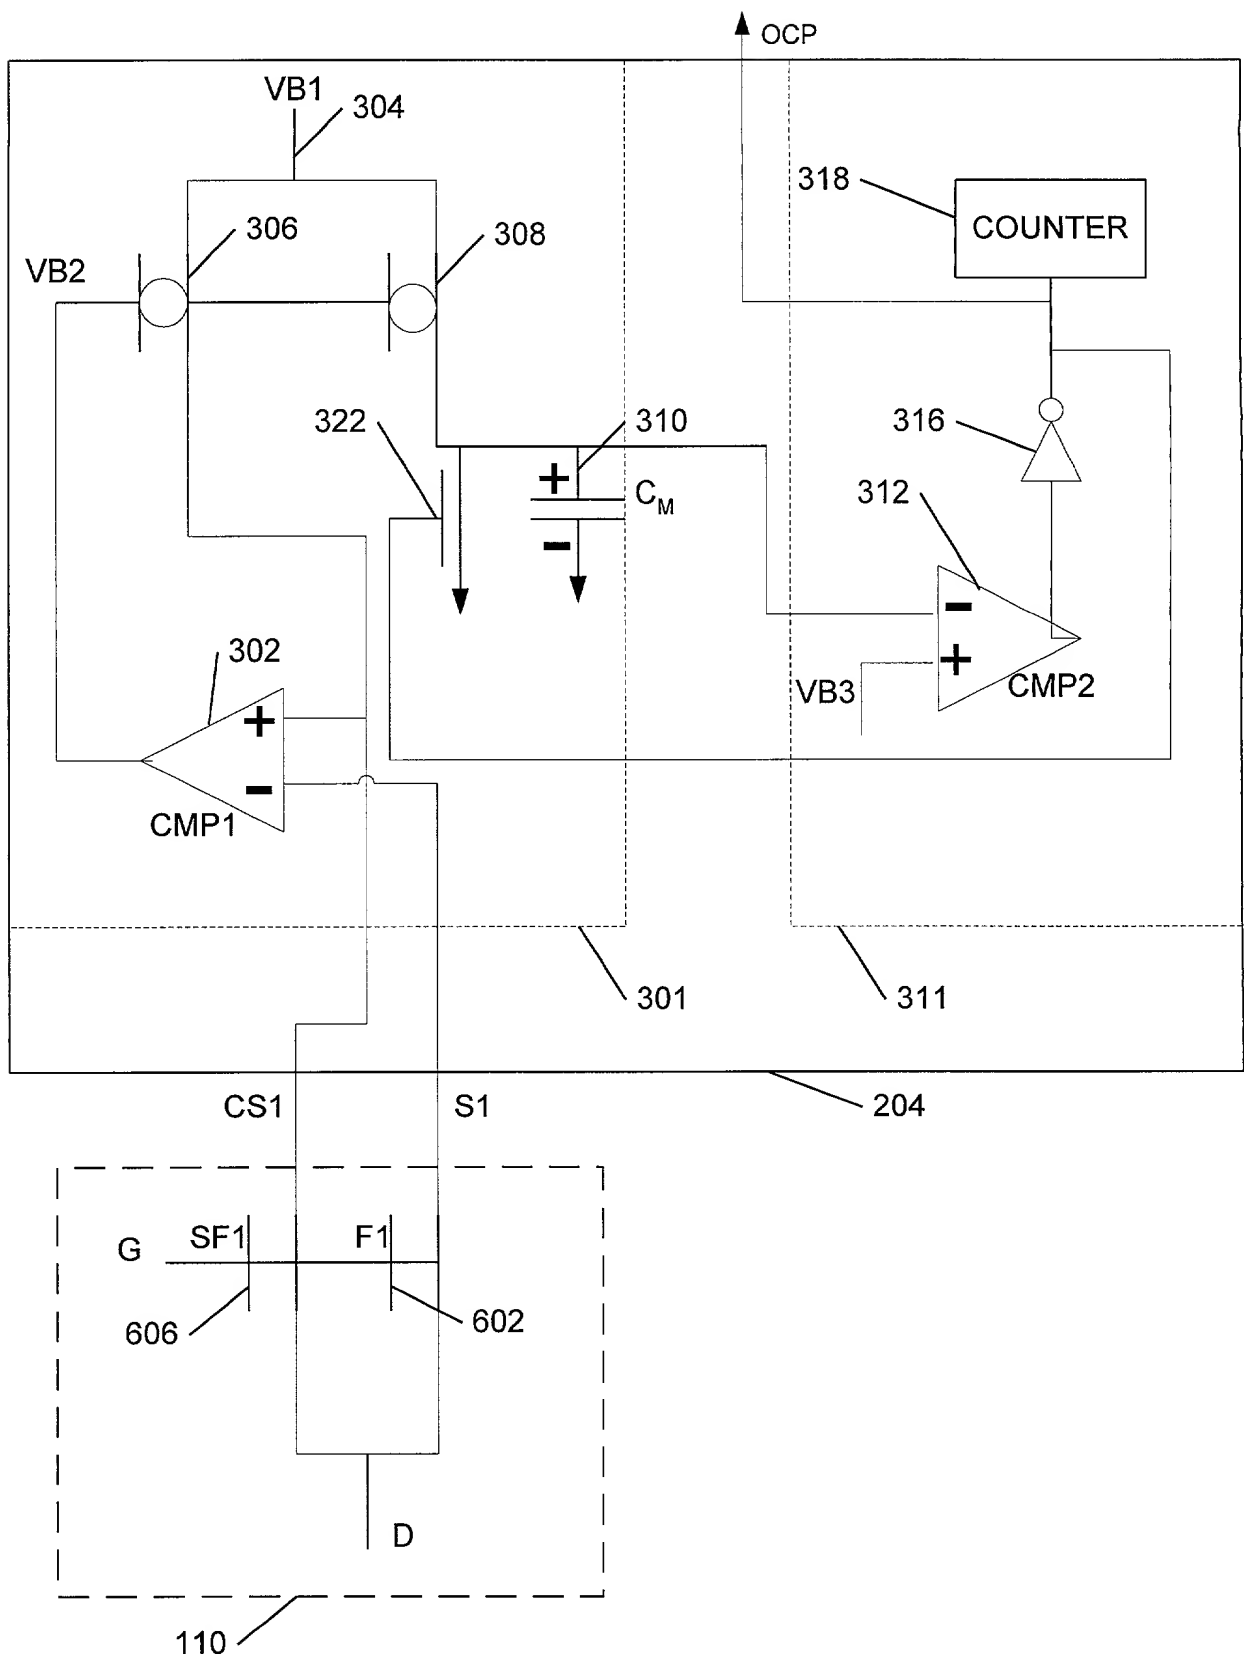 OCP
VB1
304
318
COUNTER
306
308
VB2
322
310
316
+
C_M
312
-
-
302
+
VB3
CMP2
+
-
CMP1
301
311
CS1
S1
204
G
SF1
F1
606
602
D
110